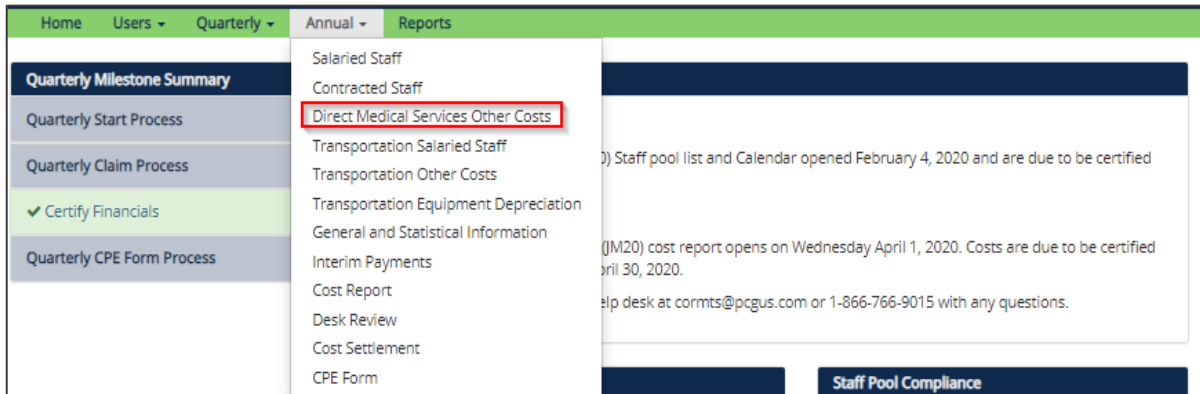 Home Users Quarterly Annual Reports
Quarterly Milestone Summary
Quarterly Start Process
Quarterly Claim Process
✔ Certify Financials
Quarterly CPE Form Process
Salaried Staff
Contracted Staff
Direct Medical Services Other Costs
Transportation Salaried Staff
Transportation Other Costs
Transportation Equipment Depreciation
General and Statistical Information
Interim Payments
Cost Report
Desk Review
Cost Settlement
CPE Form
) Staff pool list and Calendar opened February 4, 2020 and are due to be certified
(JM20) cost report opens on Wednesday April 1, 2020. Costs are due to be certified
pril 30, 2020.
elp desk at cormts@pcgus.com or 1-866-766-9015 with any questions.
Staff Pool Compliance